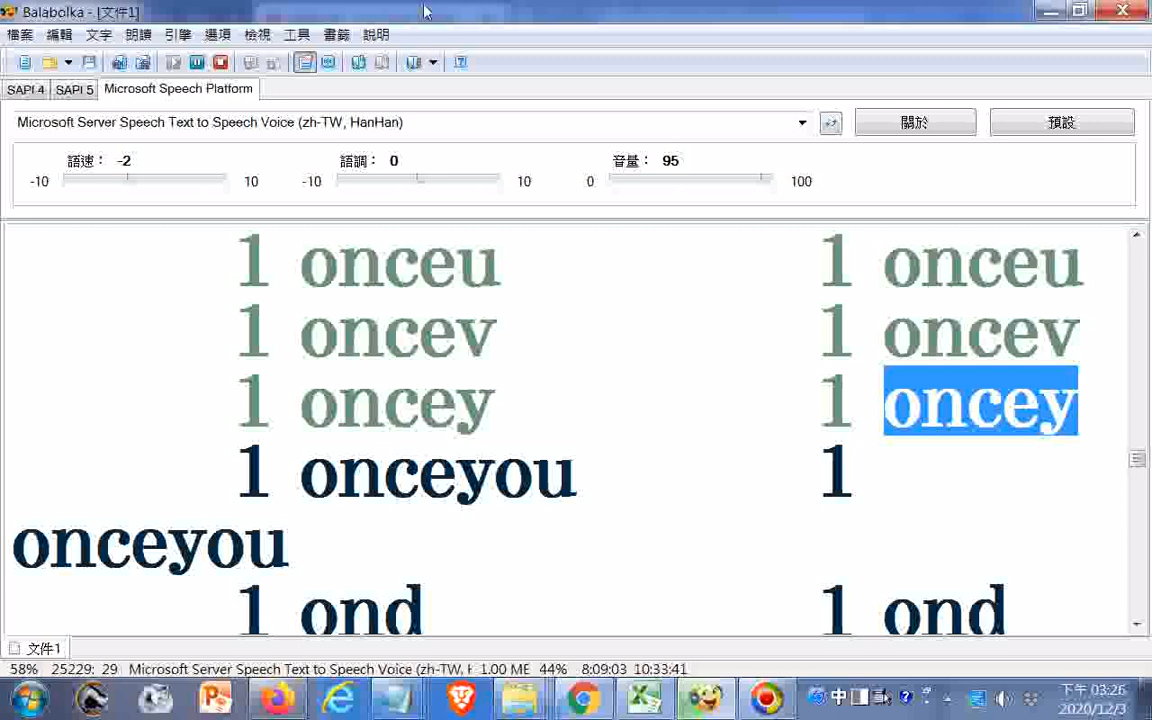 Balabolka - [文件1]
檔案 編輯 文字 朗讀 引擎 選項 檢視 工具 書籤 說明
SAPI 4 SAPI 5 Microsoft Speech Platform
Microsoft Server Speech Text to Speech Voice (zh-TW, HanHan) 關於 預設
語速： -2 語調： 0 音量： 95
-10 10 -10 10 0 100
1 onceu 1 onceu
1 oncev 1 oncev
1 oncey 1 oncey
1 onceyou 1
onceyou
1 ond 1 ond
文件1
58% 25229: 29 Microsoft Server Speech Text to Speech Voice (zh-TW, 1.00 ME 44% 8:09:03 10:33:41
中 下午 03:26
2020/12/3